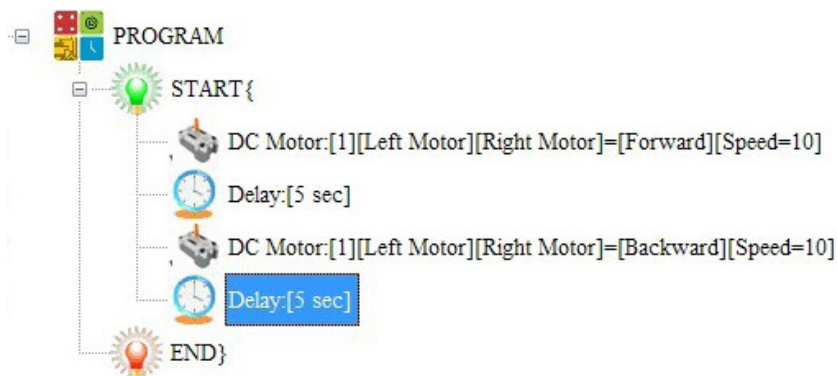 PROGRAM
START{
DC Motor:[1][Left Motor][Right Motor]=[Forward][Speed=10]
Delay:[5 sec]
DC Motor:[1][Left Motor][Right Motor]=[Backward][Speed=10]
Delay:[5 sec]
END}